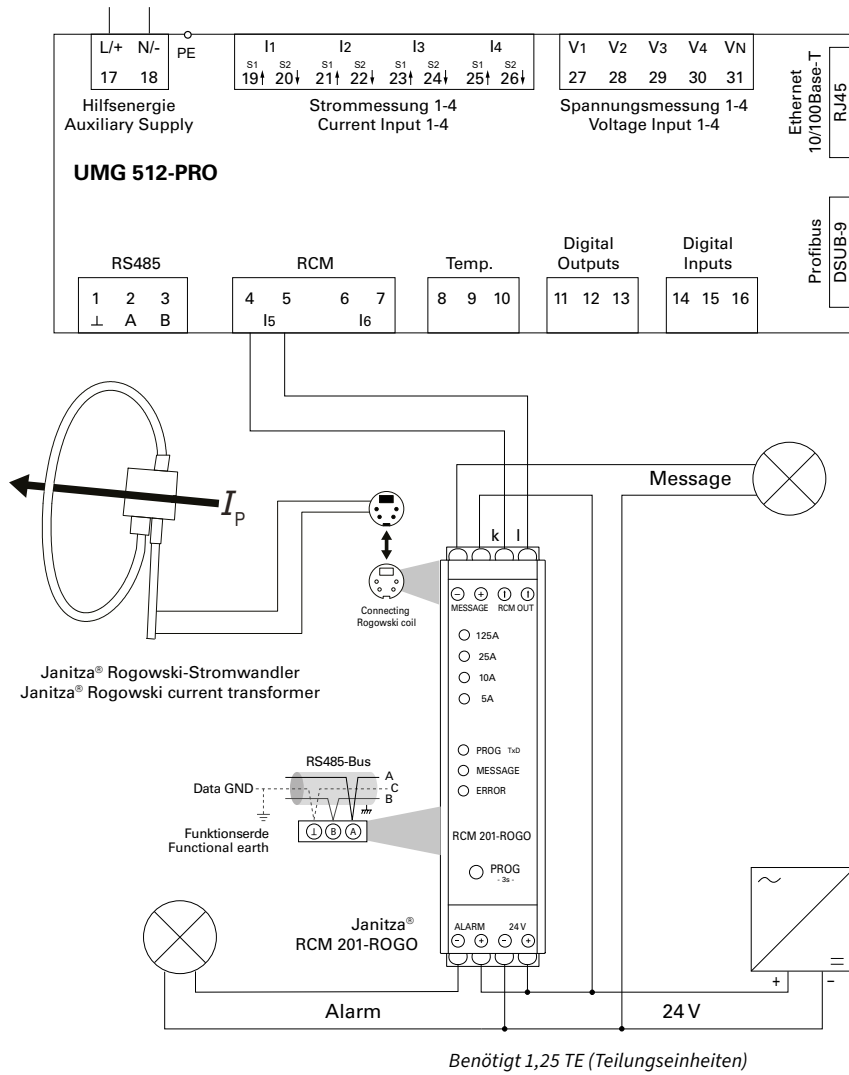 L/+ N/- PE
17 18
Hilfsenergie
Auxiliary Supply
I1 I2 I3 I4
S1 S2 S1 S2 S1 S2 S1 S2
19 20 21 22 23 24 25 26
Strommessung 1-4
Current Input 1-4
V1 V2 V3 V4 VN
27 28 29 30 31
Spannungsmessung 1-4
Voltage Input 1-4
Ethernet
10/100Base-T
RJ45
UMG 512-PRO
Profibus
DSUB-9
RS485
1 2 3
⊥ A B
RCM
4 5 6 7
I5 I6
Temp.
8 9 10
Digital
Outputs
11 12 13
Digital
Inputs
14 15 16
IP
Message
k l
Connecting
Rogowski coil
Janitza® Rogowski-Stromwandler
Janitza® Rogowski current transformer
− +
MESSAGE RCM OUT
125A
25A
10A
5A
PROG TxD
MESSAGE
ERROR
RCM 201-ROGO
PROG
- 3s -
ALARM 24 V
− + − +
RS485-Bus
A
C
B
Data GND
Funktionserde
Functional earth
⊥ B A
Janitza®
RCM 201-ROGO
+ −
Alarm
24 V
Benötigt 1,25 TE (Teilungseinheiten)